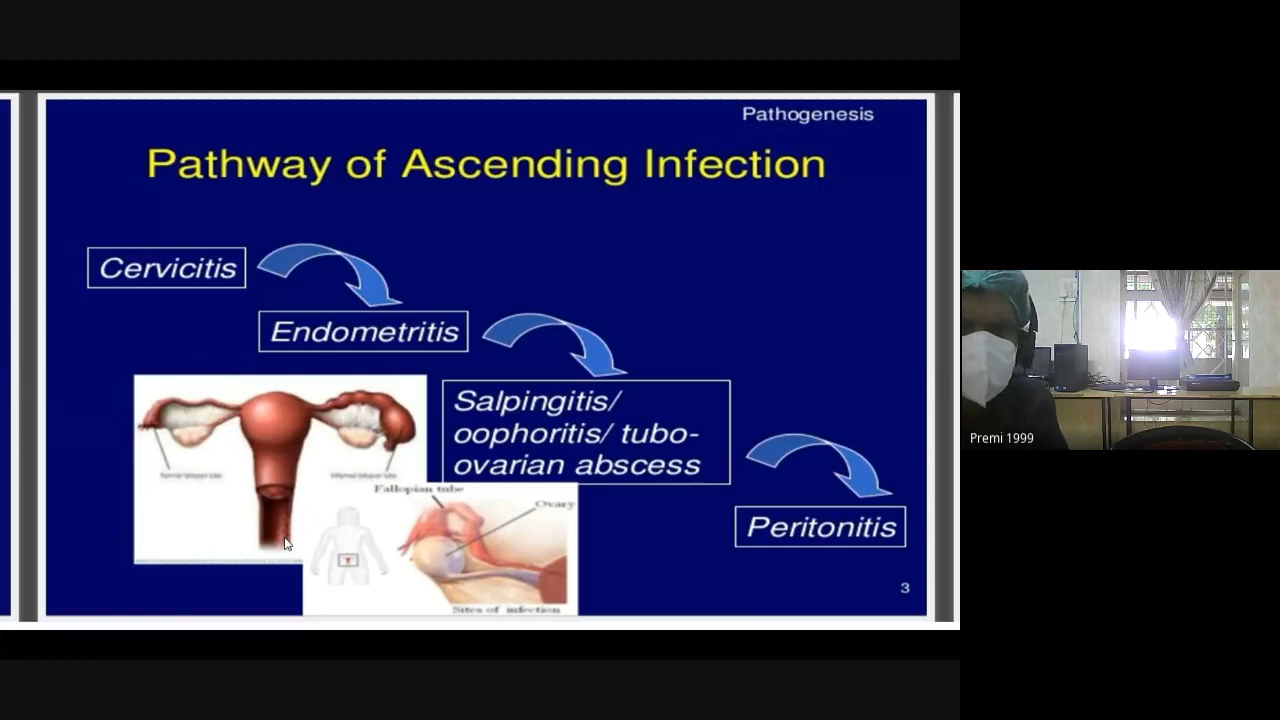 Pathogenesis
Pathway of Ascending Infection
Cervicitis
Endometritis
Salpingitis/
oophoritis/ tubo-
ovarian abscess
Peritonitis
Fallopian tube
Ovary
Sites of infection
3
Premi 1999